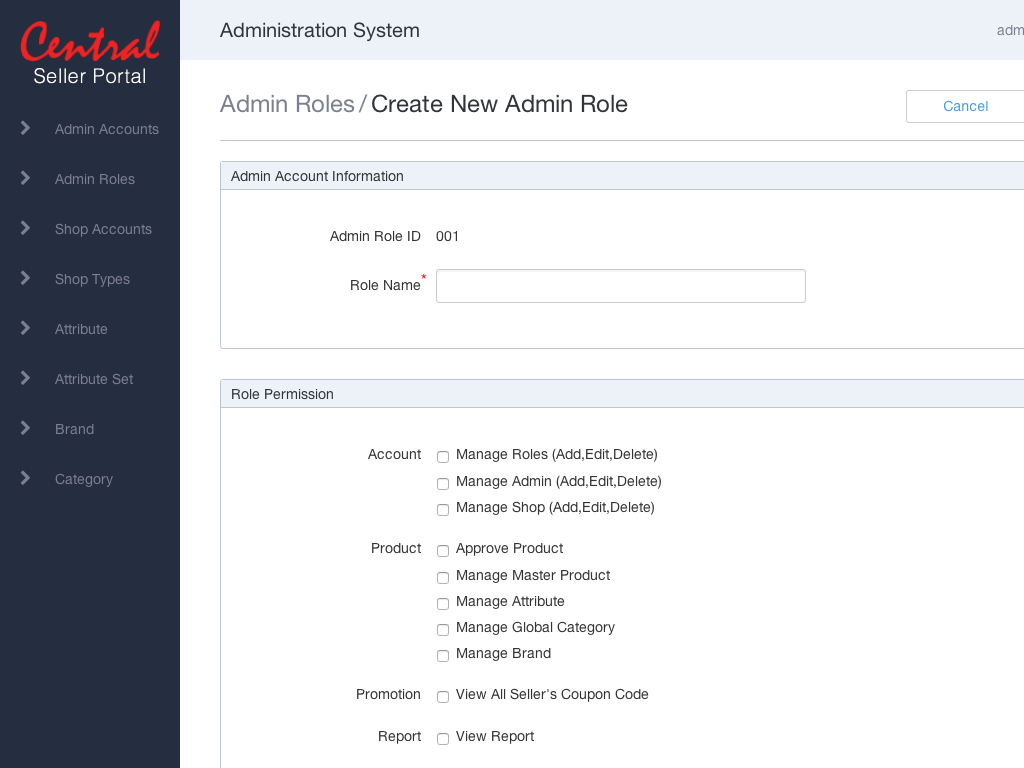 Central
Seller Portal
Administration System
adm
Admin Accounts
Admin Roles
Shop Accounts
Shop Types
Attribute
Attribute Set
Brand
Category
Admin Roles / Create New Admin Role
Cancel
Admin Account Information
Admin Role ID 001
Role Name*
Role Permission
Account Manage Roles (Add,Edit,Delete)
Manage Admin (Add,Edit,Delete)
Manage Shop (Add,Edit,Delete)
Product Approve Product
Manage Master Product
Manage Attribute
Manage Global Category
Manage Brand
Promotion View All Seller's Coupon Code
Report View Report